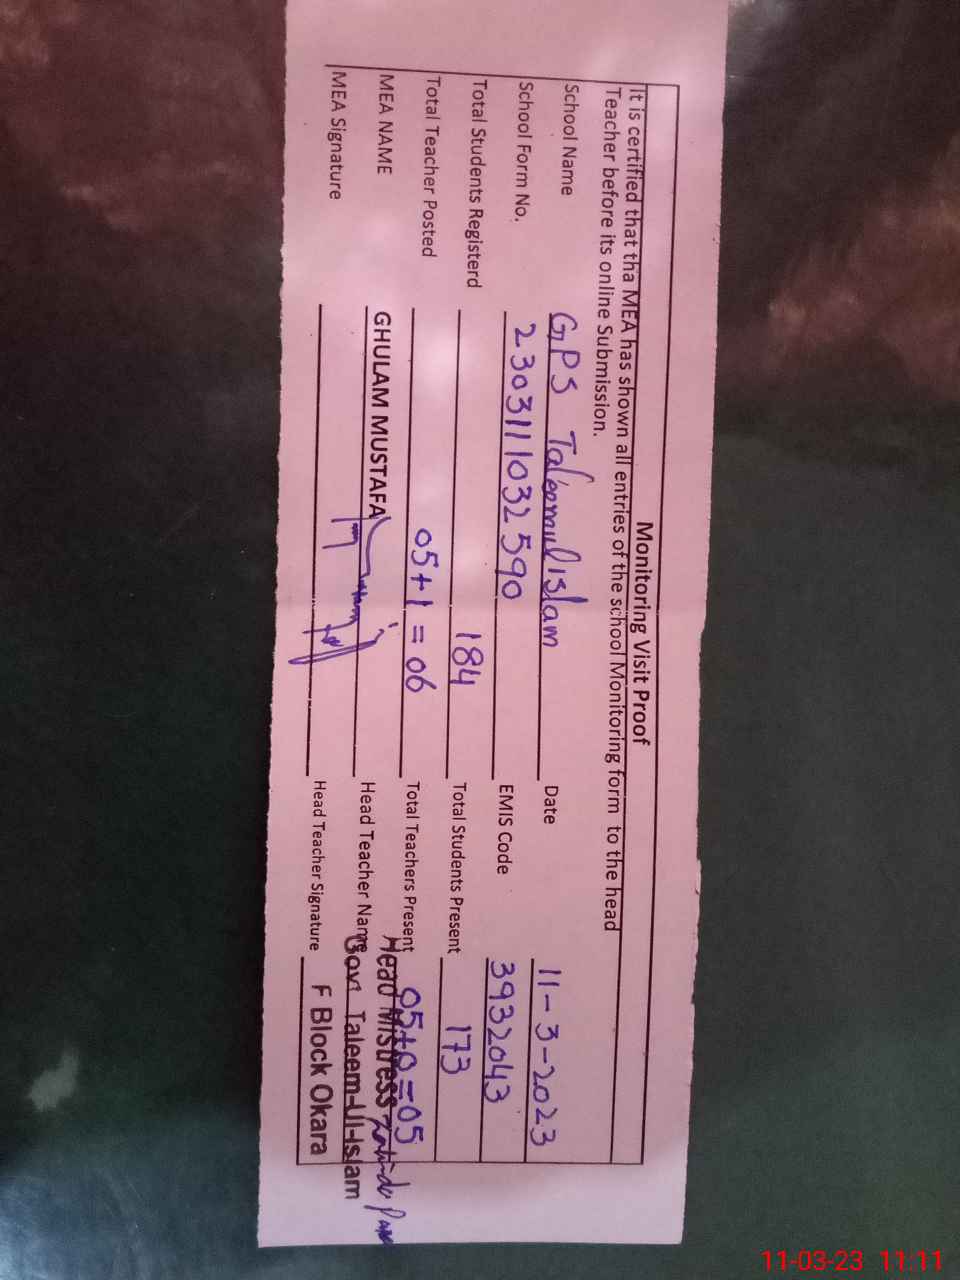 Monitoring Visit Proof
It is certified that tha MEA has shown all entries of the school Monitoring form to the head
Teacher before its online Submission.
School Name GPS Taleemulislam Date 11-3-2023
School Form No. 2303111032590 EMIS Code 3932043
Total Students Registerd 184 Total Students Present 173
Total Teacher Posted 05+1=06 Total Teachers Present 05+0=05
MEA NAME GHULAM MUSTAFA Head Teacher Name Head Mistress
Govt Taleem-Ul-Islam
MEA Signature Head Teacher Signature F Block Okara
11-03-23 11:11